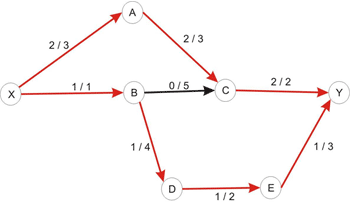 A
2 / 3
2 / 3
1 / 1
0 / 5
2 / 2
X
B
C
Y
1 / 4
1 / 3
D
1 / 2
E